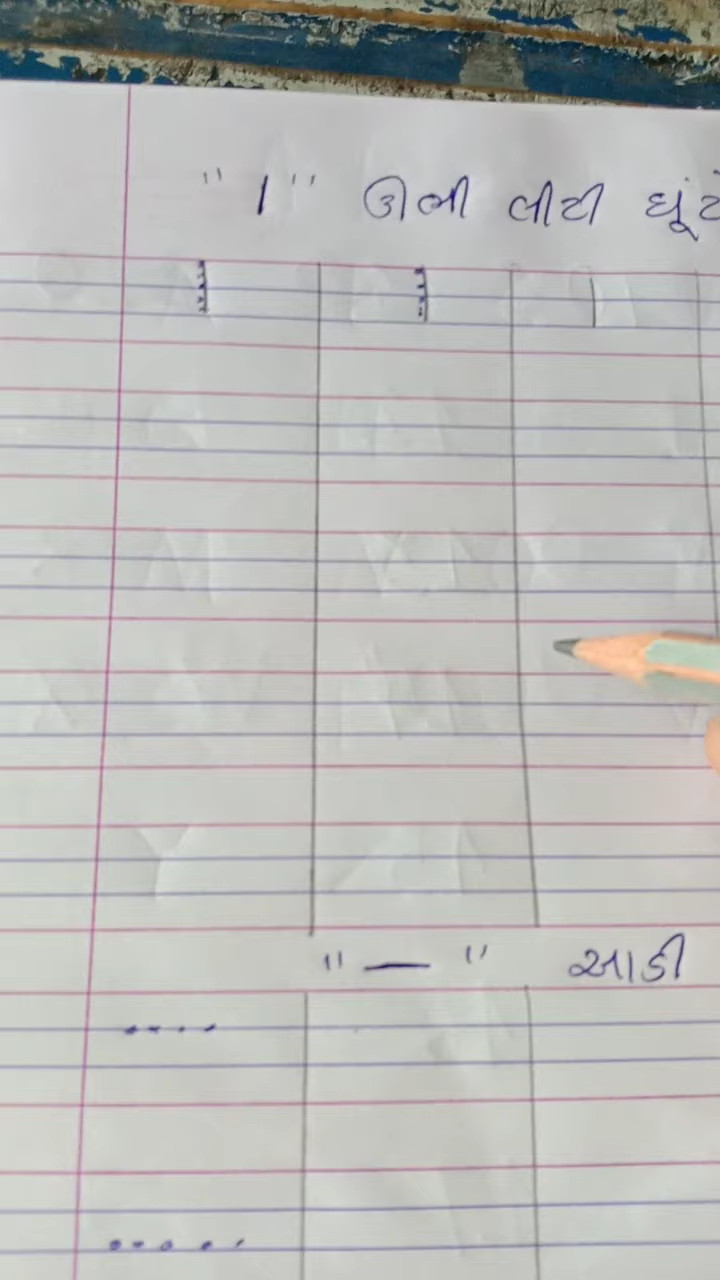 " | " ઊભી લીટી
" — " આડી